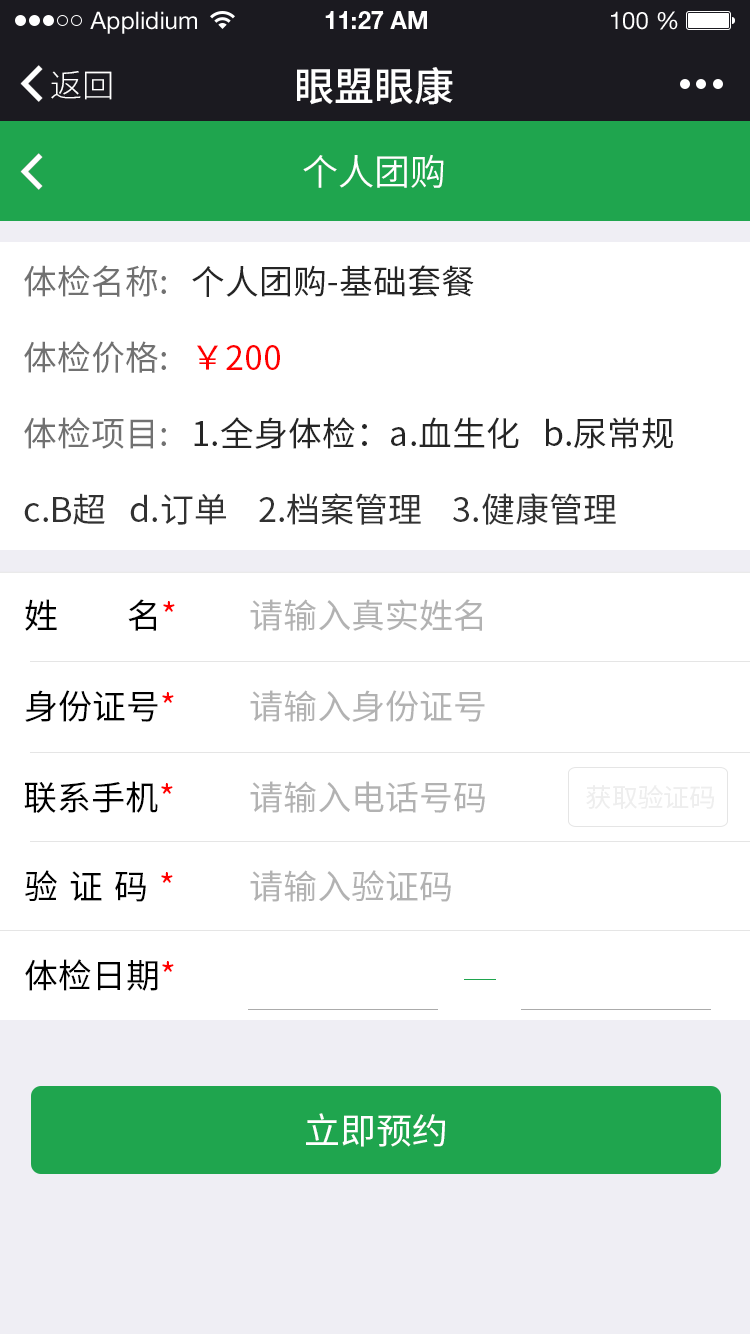 Applidium 11:27 AM 100 %
返回 眼盟眼康
个人团购
体检名称: 个人团购-基础套餐
体检价格: ￥200
体检项目: 1.全身体检：a.血生化 b.尿常规
c.B超 d.订单 2.档案管理 3.健康管理
姓 名* 请输入真实姓名
身份证号* 请输入身份证号
联系手机* 请输入电话号码 获取验证码
验 证 码 * 请输入验证码
体检日期* —
立即预约